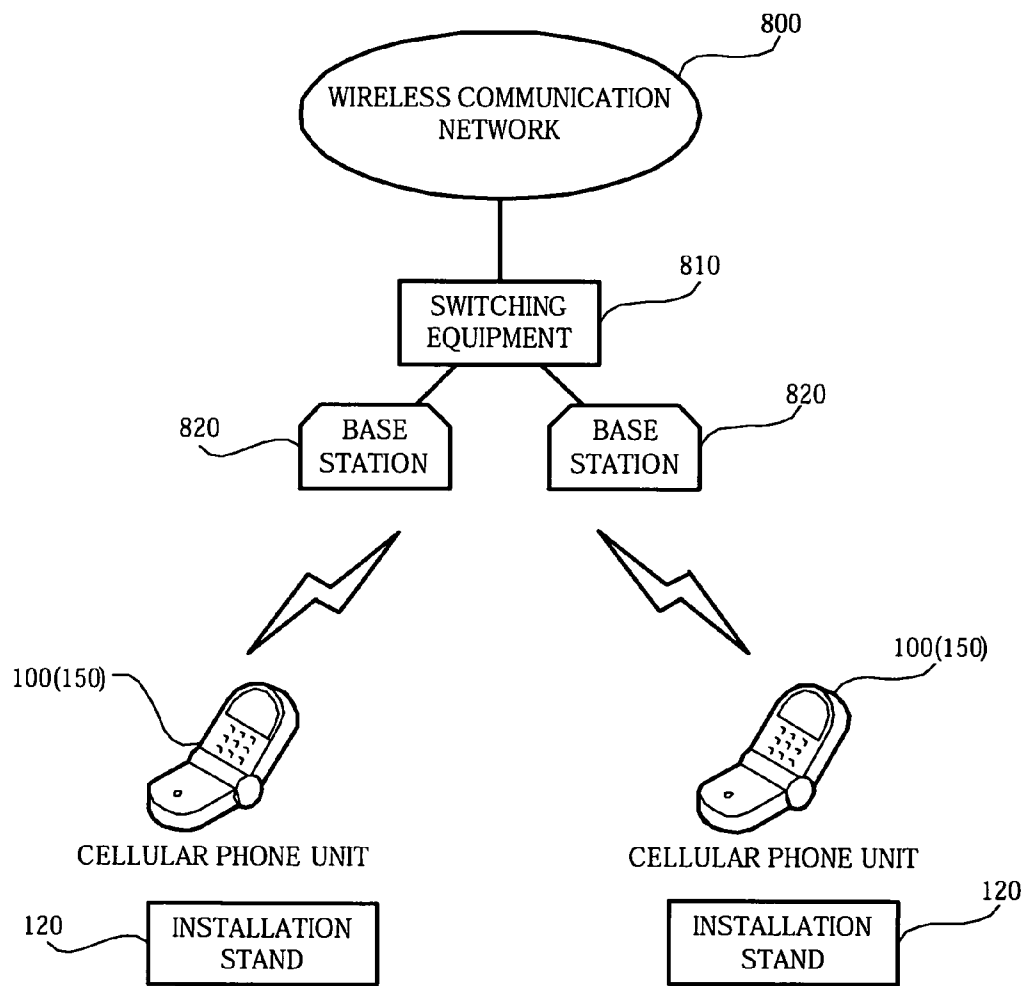 800
WIRELESS COMMUNICATION
NETWORK
810
SWITCHING
EQUIPMENT
820
BASE
STATION
BASE
STATION
820
100(150)
100(150)
CELLULAR PHONE UNIT
CELLULAR PHONE UNIT
120
INSTALLATION
STAND
INSTALLATION
STAND
120